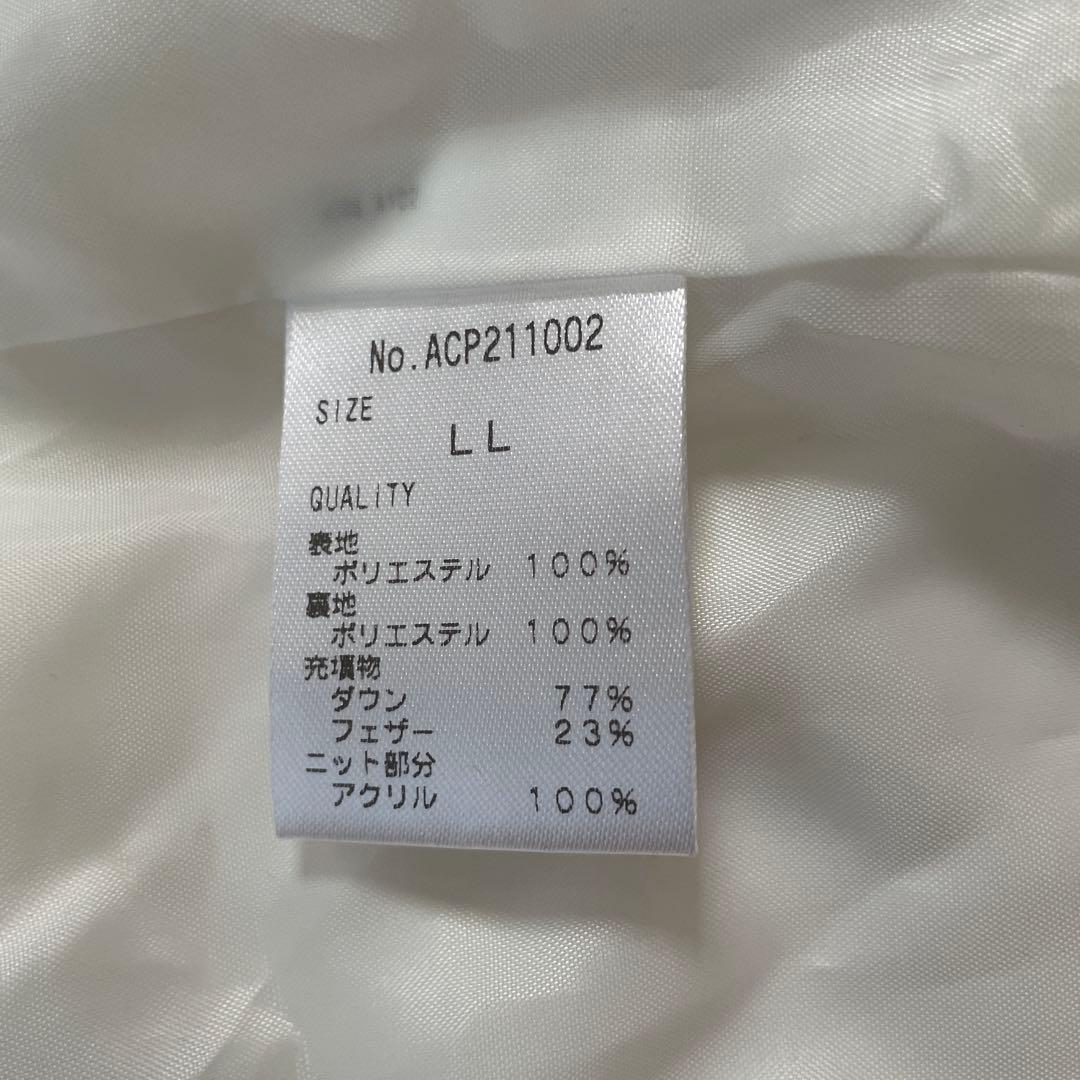 No.ACP211002
SIZE
LL
QUALITY
表地
ポリエステル 100%
裏地
ポリエステル 100%
充填物
ダウン 77%
フェザー 23%
ニット部分
アクリル 100%